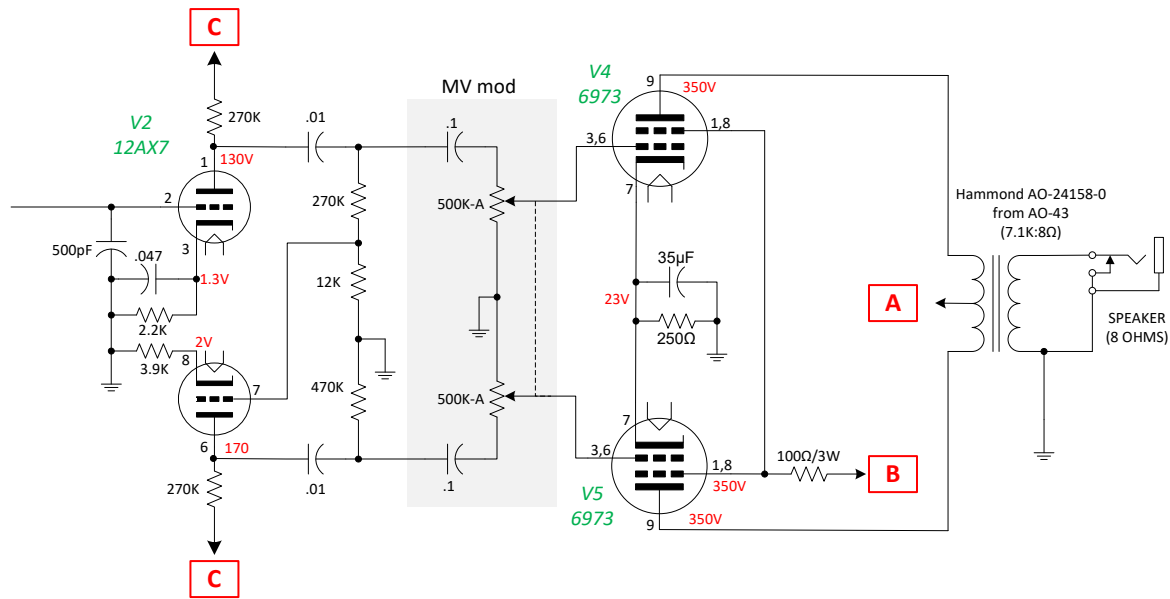 C
MV mod
V4
6973
9
350V
270K
V2
12AX7
.01
.1
1,8
1
130V
3,6
7
2
270K
500K-A
Hammond AO-24158-0
from AO-43
(7.1K:8Ω)
500pF
3
.047
1.3V
12K
35µF
23V
A
2.2K
250Ω
SPEAKER
(8 OHMS)
2V
3.9K
8
7
470K
500K-A
7
6
170
3,6
1,8
100Ω/3W
B
270K
.01
.1
V5
6973
350V
350V
9
C